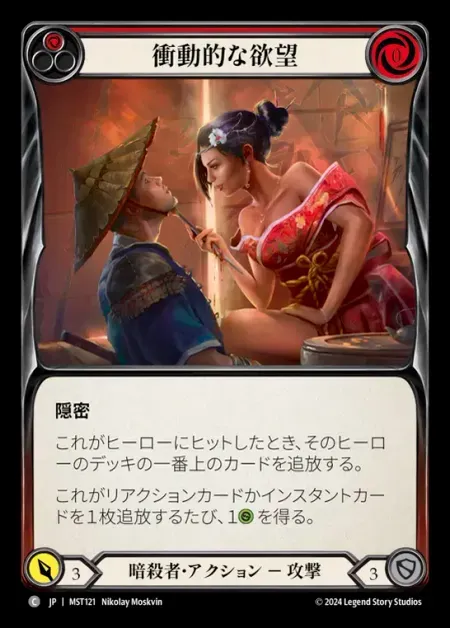 0
衝動的な欲望
隠密
これがヒーローにヒットしたとき、そのヒーロ
ーのデッキの一番上のカードを追放する。
これがリアクションカードかインスタントカー
ドを1枚追放するたび、1を得る。
3
暗殺者・アクション − 攻撃
3
C JP | MST121 Nikolay Moskvin
© 2024 Legend Story Studios